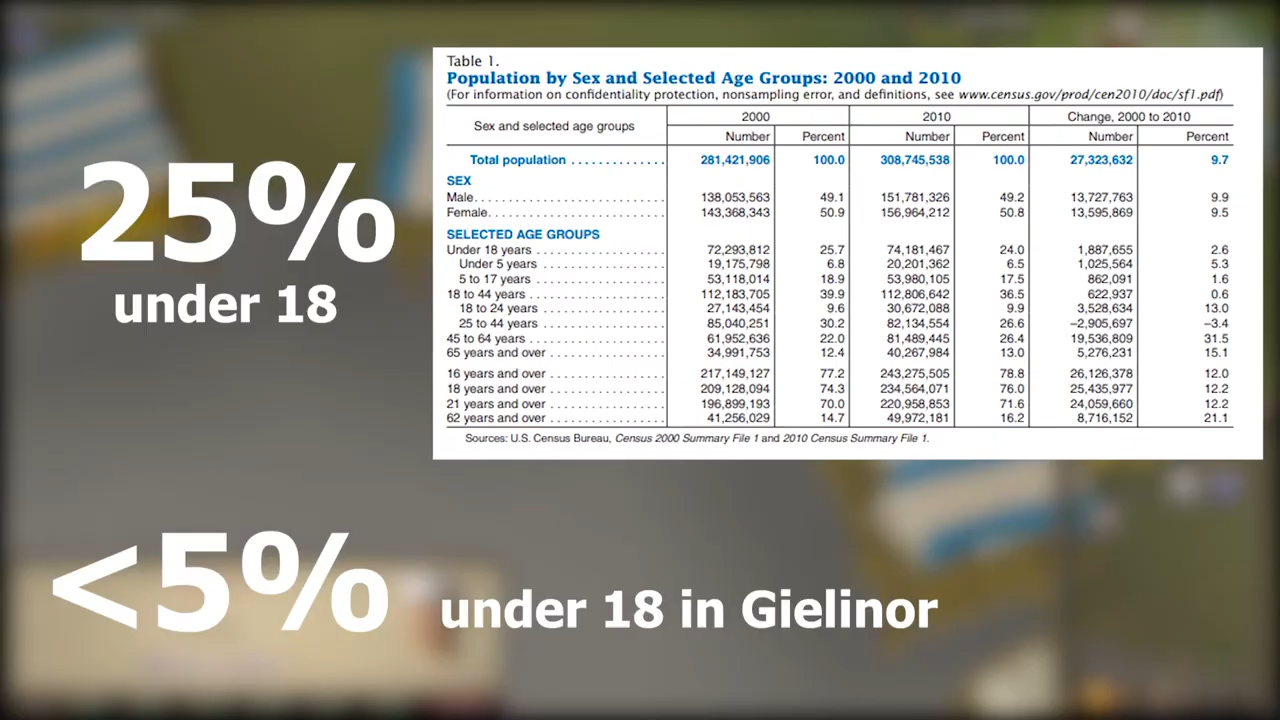 25%
under 18
<5%
under 18 in Gielinor
Table 1.
Population by Sex and Selected Age Groups: 2000 and 2010
(For information on confidentiality protection, nonsampling error, and definitions, see www.census.gov/prod/cen2010/doc/sf1.pdf)
Sex and selected age groups 2000 2010 Change, 2000 to 2010
Number Percent Number Percent Number Percent
Total population . . . . . . . . . . . . . 281,421,906 100.0 308,745,538 100.0 27,323,632 9.7
SEX
Male. . . . . . . . . . . . . . . . . . . . . . . . . . 138,053,563 49.1 151,781,326 49.2 13,727,763 9.9
Female. . . . . . . . . . . . . . . . . . . . . . . . 143,368,343 50.9 156,964,212 50.8 13,595,869 9.5
SELECTED AGE GROUPS
Under 18 years . . . . . . . . . . . . . . . . . . 72,293,812 25.7 74,181,467 24.0 1,887,655 2.6
Under 5 years . . . . . . . . . . . . . . . . . 19,175,798 6.8 20,201,362 6.5 1,025,564 5.3
5 to 17 years . . . . . . . . . . . . . . . . . 53,118,014 18.9 53,980,105 17.5 862,091 1.6
18 to 44 years . . . . . . . . . . . . . . . . . . 112,183,705 39.9 112,806,642 36.5 622,937 0.6
18 to 24 years . . . . . . . . . . . . . . . . . 27,143,454 9.6 30,672,088 9.9 3,528,634 13.0
25 to 44 years . . . . . . . . . . . . . . . . . 85,040,251 30.2 82,134,554 26.6 –2,905,697 –3.4
45 to 64 years . . . . . . . . . . . . . . . . . . 61,952,636 22.0 81,489,445 26.4 19,536,809 31.5
65 years and over . . . . . . . . . . . . . . . 34,991,753 12.4 40,267,984 13.0 5,276,231 15.1
16 years and over . . . . . . . . . . . . . . . 217,149,127 77.2 243,275,505 78.8 26,126,378 12.0
18 years and over . . . . . . . . . . . . . . . 209,128,094 74.3 234,564,071 76.0 25,435,977 12.2
21 years and over . . . . . . . . . . . . . . . 196,899,193 70.0 220,958,853 71.6 24,059,660 12.2
62 years and over . . . . . . . . . . . . . . . 41,256,029 14.7 49,972,181 16.2 8,716,152 21.1
Sources: U.S. Census Bureau, Census 2000 Summary File 1 and 2010 Census Summary File 1.